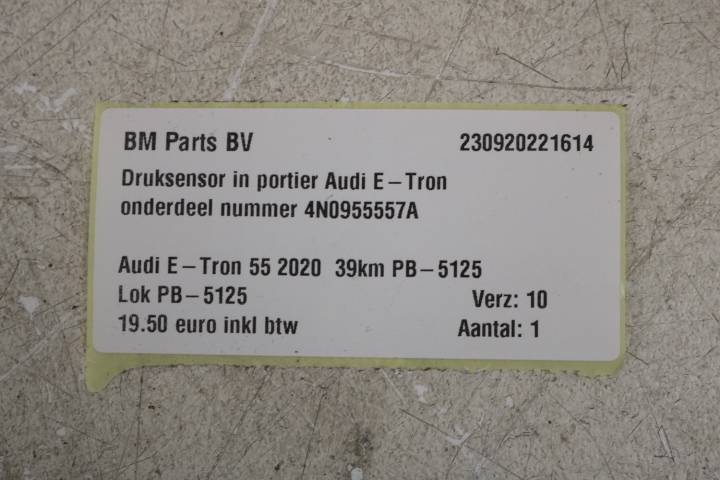 BM Parts BV 230920221614
Druksensor in portier Audi E-Tron
onderdeel nummer 4N0955557A
Audi E-Tron 55 2020 39km PB-5125
Lok PB-5125 Verz: 10
19.50 euro inkl btw Aantal: 1